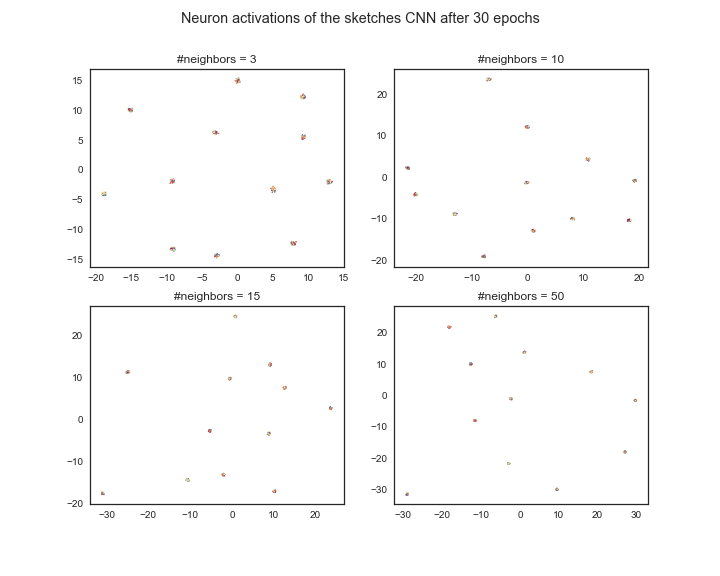 Neuron activations of the sketches CNN after 30 epochs
#neighbors = 3
#neighbors = 10
15
10
5
0
−5
−10
−15
−20 −15 −10 −5 0 5 10 15
20
10
0
−10
−20
−20 −10 0 10 20
#neighbors = 15
#neighbors = 50
20
10
0
−10
−20
−30 −20 −10 0 10 20
20
10
0
−10
−20
−30
−30 −20 −10 0 10 20 30